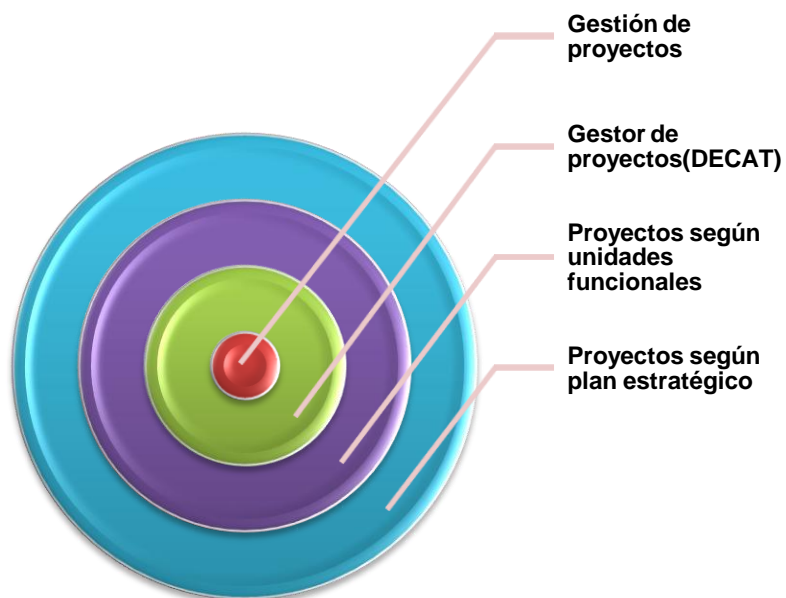 Gestión de
proyectos
Gestor de
proyectos(DECAT)
Proyectos según
unidades
funcionales
Proyectos según
plan estratégico